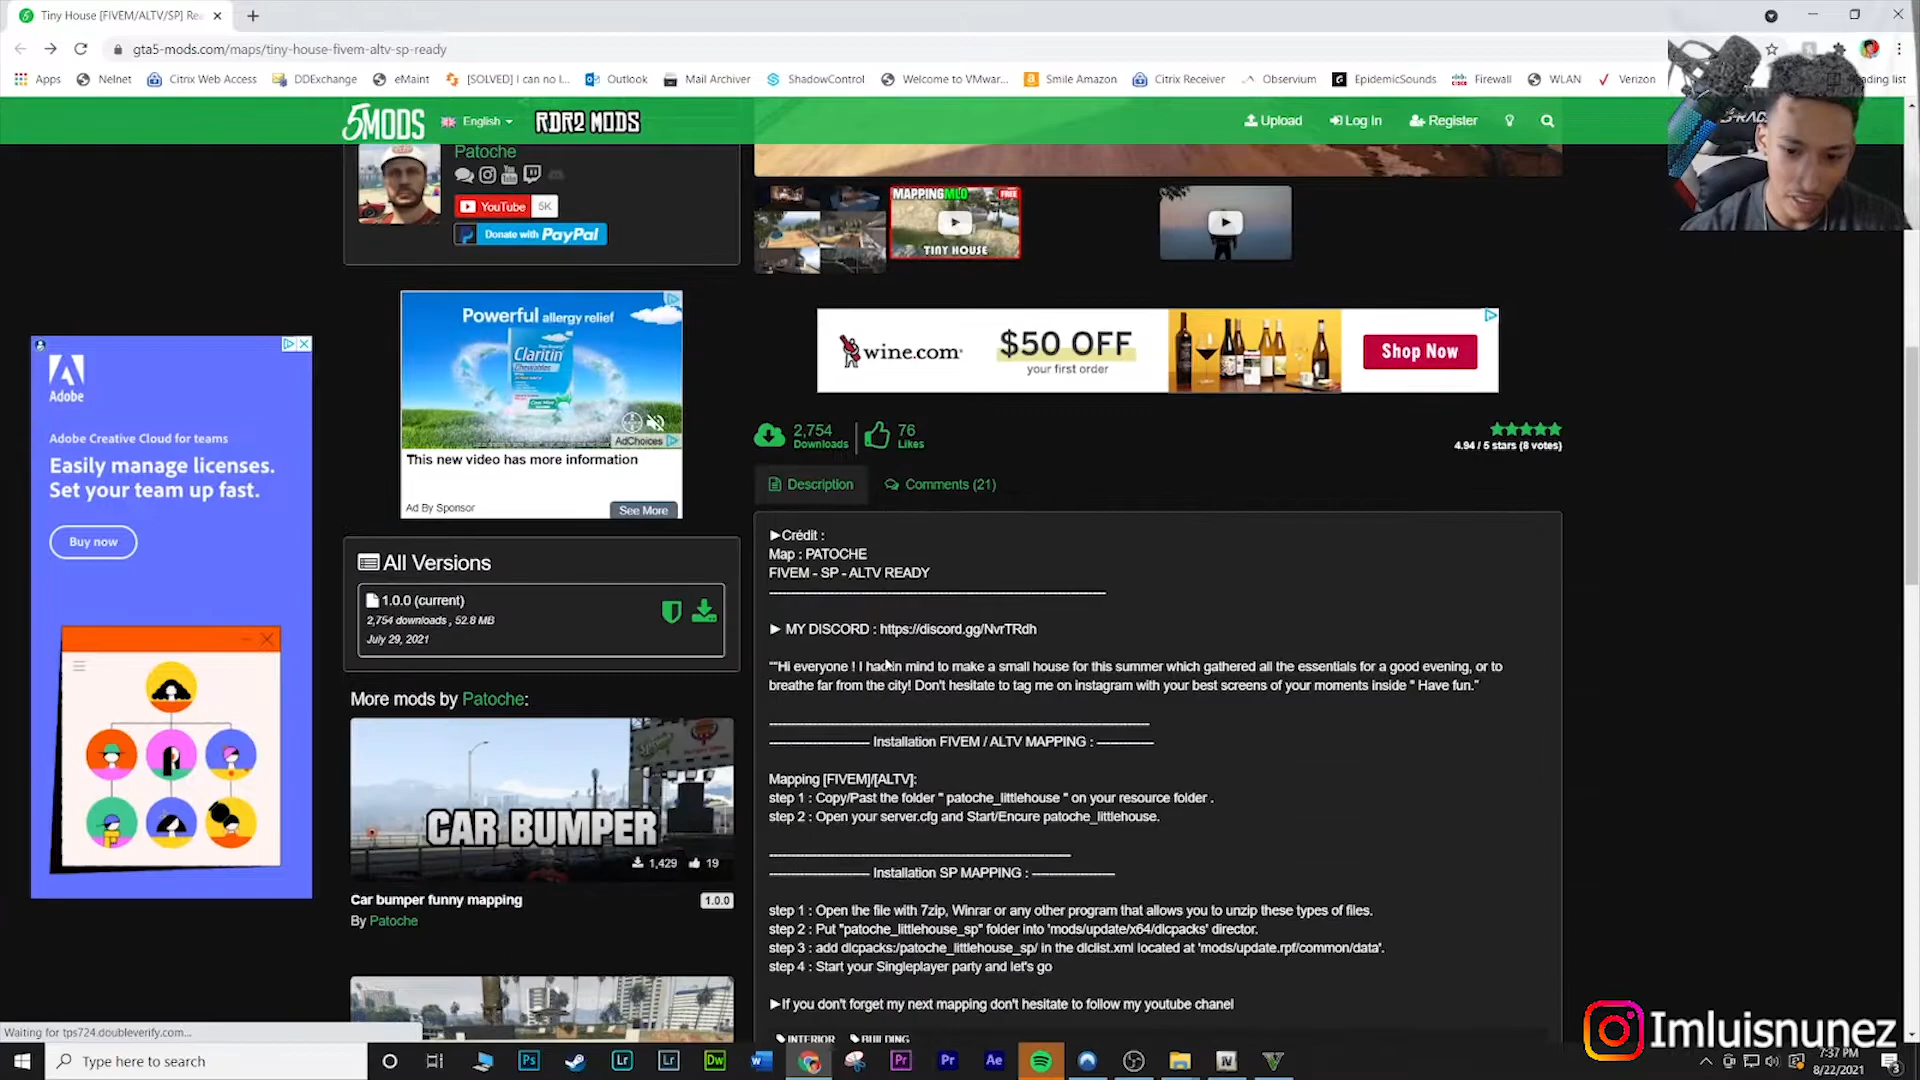 Tiny House [FIVEM/ALTV/SP] Rea
gta5-mods.com/maps/tiny-house-fivem-altv-sp-ready
Apps Nelnet Citrix Web Access DDExchange eMaint [SOLVED] I can no l... Outlook Mail Archiver ShadowControl Welcome to VMwar... Smile Amazon Citrix Receiver Observium EpidemicSounds Firewall WLAN Verizon ading list
5MODS English RDR2 MODS Upload Log In Register
Patoche
YouTube 5K
Donate with PayPal
MAPPING MLO FREE
TINY HOUSE
Powerful allergy relief
Claritin
Chewables
AdChoices
This new video has more information
Ad By Sponsor
See More
wine.com
$50 OFF
your first order
Shop Now
Adobe
Adobe Creative Cloud for teams
Easily manage licenses.
Set your team up fast.
Buy now
2,754
Downloads
76
Likes
4.94 / 5 stars (8 votes)
Description Comments (21)
All Versions
1.0.0 (current)
2,754 downloads , 52.8 MB
July 29, 2021
More mods by Patoche:
CAR BUMPER
1,429 19
Car bumper funny mapping 1.0.0
By Patoche
►Crédit :
Map : PATOCHE
FIVEM - SP - ALTV READY
► MY DISCORD : https://discord.gg/NvrTRdh
""Hi everyone ! I had in mind to make a small house for this summer which gathered all the essentials for a good evening, or to
breathe far from the city! Don't hesitate to tag me on instagram with your best screens of your moments inside " Have fun."
Installation FIVEM / ALTV MAPPING :
Mapping [FIVEM]/[ALTV]:
step 1 : Copy/Past the folder " patoche_littlehouse " on your resource folder .
step 2 : Open your server.cfg and Start/Encure patoche_littlehouse.
Installation SP MAPPING :
step 1 : Open the file with 7zip, Winrar or any other program that allows you to unzip these types of files.
step 2 : Put "patoche_littlehouse_sp" folder into 'mods/update/x64/dlcpacks' director.
step 3 : add dlcpacks:/patoche_littlehouse_sp/ in the dlclist.xml located at 'mods/update.rpf/common/data'.
step 4 : Start your Singleplayer party and let's go
►If you don't forget my next mapping don't hesitate to follow my youtube chanel
INTERIOR BUILDING
Waiting for tps724.doubleverify.com...
Imluisnunez
Type here to search
7:37 PM
8/22/2021